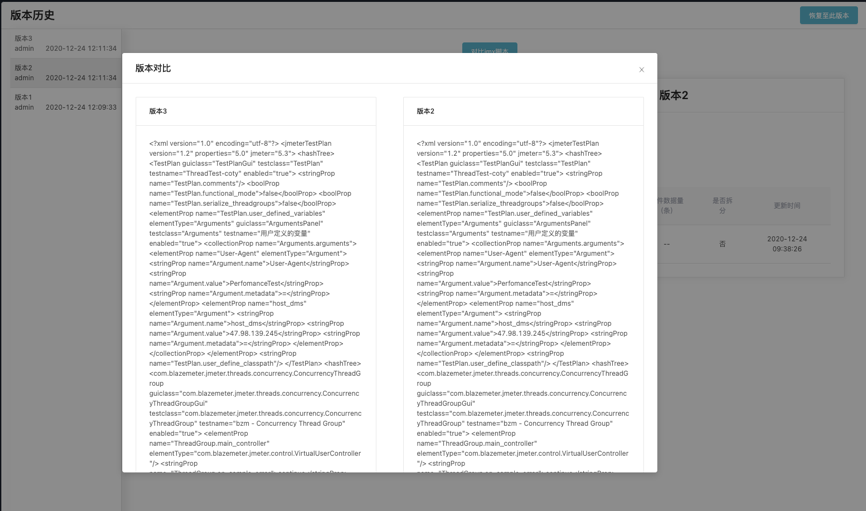 版本历史
恢复至此版本
版本3
admin 2020-12-24 12:11:34
版本2
admin 2020-12-24 12:11:34
版本1
admin 2020-12-24 12:09:33
版本2
是否拆
分
更新时间
--
否
2020-12-24
09:38:26
版本对比
×
版本3
<?xml version="1.0" encoding="utf-8"?> <jmeterTestPlan
version="1.2" properties="5.0" jmeter="5.3"> <hashTree>
<TestPlan guiclass="TestPlanGui" testclass="TestPlan"
testname="ThreadTest-coty" enabled="true"> <stringProp
name="TestPlan.comments"/> <boolProp
name="TestPlan.functional_mode">false</boolProp> <boolProp
name="TestPlan.serialize_threadgroups">false</boolProp>
<elementProp name="TestPlan.user_defined_variables"
elementType="Arguments" guiclass="ArgumentsPanel"
testclass="Arguments" testname="用户定义的变量"
enabled="true"> <collectionProp name="Arguments.arguments">
<elementProp name="User-Agent" elementType="Argument">
<stringProp name="Argument.name">User-Agent</stringProp>
<stringProp
name="Argument.value">PerfomanceTest</stringProp>
<stringProp name="Argument.metadata">=</stringProp>
</elementProp> <elementProp name="host_dms"
elementType="Argument"> <stringProp
name="Argument.name">host_dms</stringProp> <stringProp
name="Argument.value">47.98.139.245</stringProp> <stringProp
name="Argument.metadata">=</stringProp> </elementProp>
</collectionProp> </elementProp> <stringProp
name="TestPlan.user_define_classpath"/> </TestPlan> <hashTree>
<com.blazemeter.jmeter.threads.concurrency.ConcurrencyThreadG
roup
guiclass="com.blazemeter.jmeter.threads.concurrency.Concurrenc
yThreadGroupGui"
testclass="com.blazemeter.jmeter.threads.concurrency.Concurrenc
yThreadGroup" testname="bzm - Concurrency Thread Group"
enabled="true"> <elementProp
name="ThreadGroup.main_controller"
elementType="com.blazemeter.jmeter.control.VirtualUserController
"/> <stringProp
版本2
<?xml version="1.0" encoding="utf-8"?> <jmeterTestPlan
version="1.2" properties="5.0" jmeter="5.3"> <hashTree>
<TestPlan guiclass="TestPlanGui" testclass="TestPlan"
testname="ThreadTest-coty" enabled="true"> <stringProp
name="TestPlan.comments"/> <boolProp
name="TestPlan.functional_mode">false</boolProp> <boolProp
name="TestPlan.serialize_threadgroups">false</boolProp>
<elementProp name="TestPlan.user_defined_variables"
elementType="Arguments" guiclass="ArgumentsPanel"
testclass="Arguments" testname="用户定义的变量"
enabled="true"> <collectionProp name="Arguments.arguments">
<elementProp name="User-Agent" elementType="Argument">
<stringProp name="Argument.name">User-Agent</stringProp>
<stringProp
name="Argument.value">PerfomanceTest</stringProp>
<stringProp name="Argument.metadata">=</stringProp>
</elementProp> <elementProp name="host_dms"
elementType="Argument"> <stringProp
name="Argument.name">host_dms</stringProp> <stringProp
name="Argument.value">47.98.139.245</stringProp> <stringProp
name="Argument.metadata">=</stringProp> </elementProp>
</collectionProp> </elementProp> <stringProp
name="TestPlan.user_define_classpath"/> </TestPlan> <hashTree>
<com.blazemeter.jmeter.threads.concurrency.ConcurrencyThreadG
roup
guiclass="com.blazemeter.jmeter.threads.concurrency.Concurrenc
yThreadGroupGui"
testclass="com.blazemeter.jmeter.threads.concurrency.Concurrenc
yThreadGroup" testname="bzm - Concurrency Thread Group"
enabled="true"> <elementProp
name="ThreadGroup.main_controller"
elementType="com.blazemeter.jmeter.control.VirtualUserController
"/> <stringProp